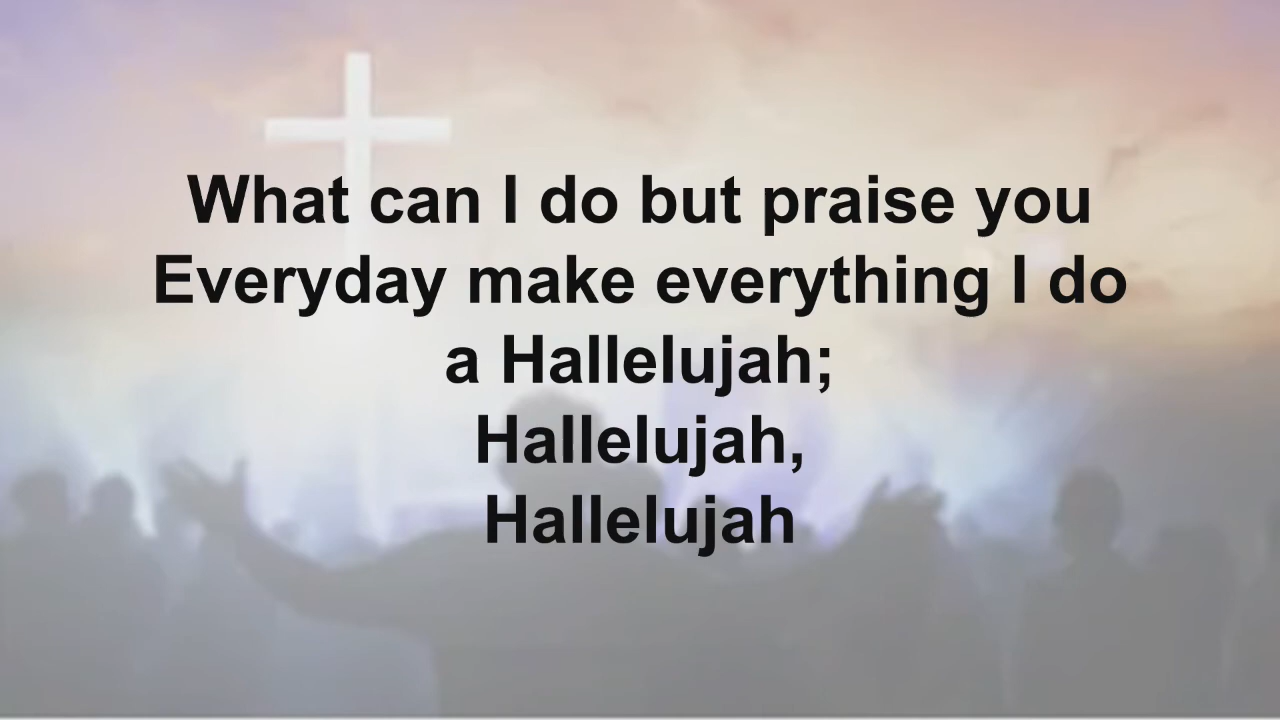 What can I do but praise you
Everyday make everything I do
a Hallelujah;
Hallelujah,
Hallelujah